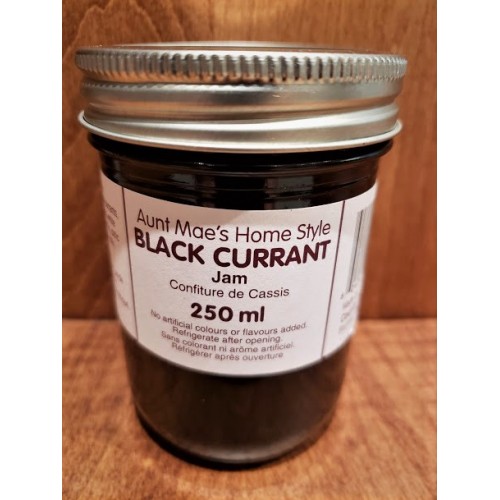 Aunt Mae's Home Style
BLACK CURRANT
Jam
Confiture de Cassis
250 ml
No artificial colours or flavours added.
Refrigerate after opening.
Sans colorant ni arôme artificiel.
Refrigérer après ouverture